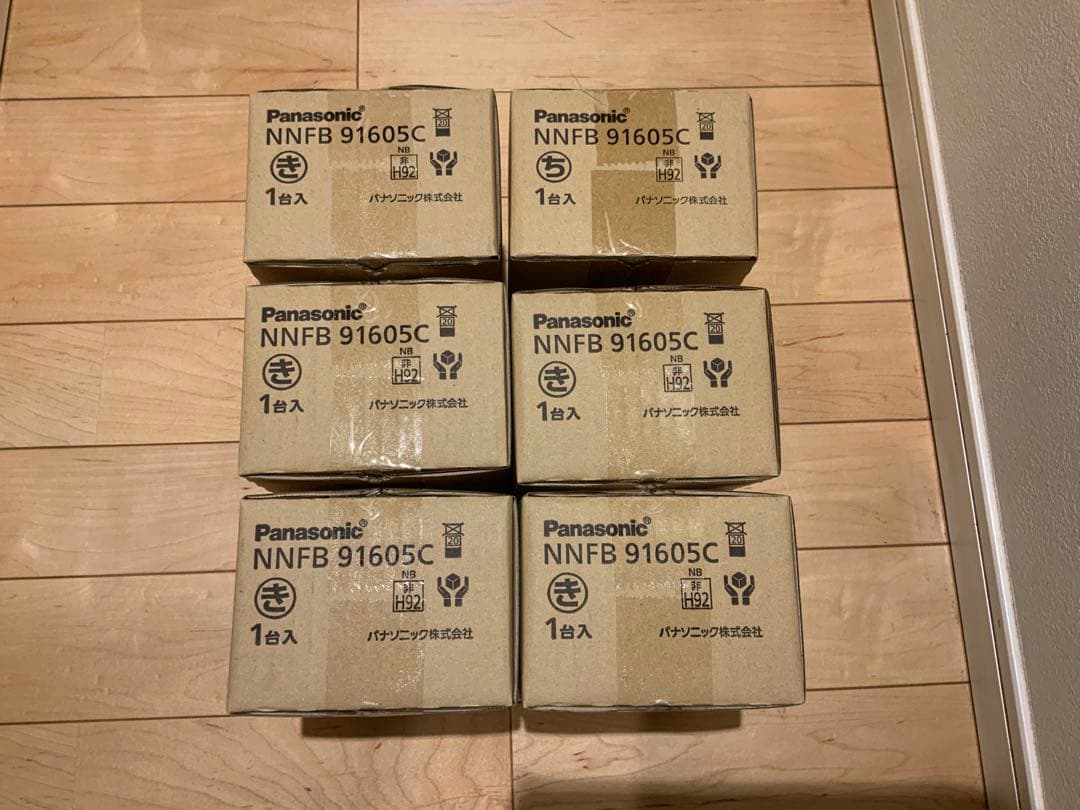 Panasonic®
NNFB 91605C
20
き
NB
非
H92
1台入
パナソニック株式会社
Panasonic®
NNFB 91605C
20
ち
NB
非
H92
1台入
パナソニック株式会社
Panasonic®
NNFB 91605C
20
き
NB
非
H92
1台入
パナソニック株式会社
Panasonic®
NNFB 91605C
20
き
NB
非
H92
1台入
パナソニック株式会社
Panasonic®
NNFB 91605C
20
き
NB
非
H92
1台入
パナソニック株式会社
Panasonic®
NNFB 91605C
20
き
NB
非
H92
1台入
パナソニック株式会社